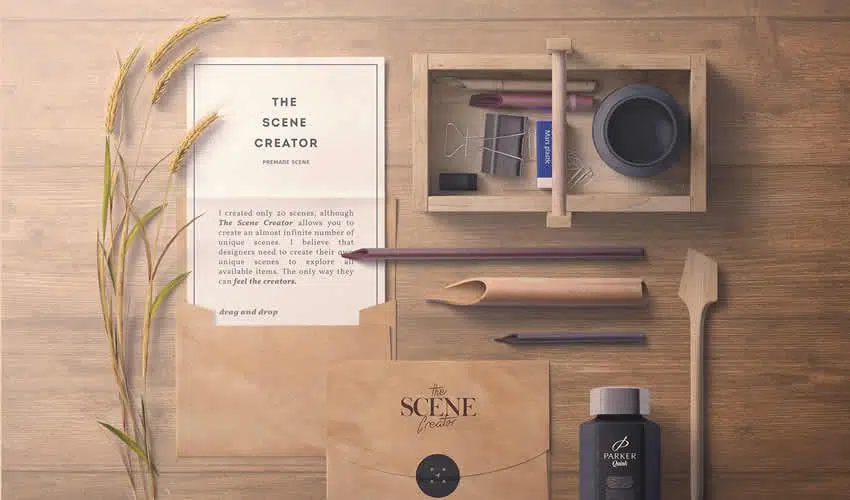 THE
SCENE
CREATOR
PREMADE SCENE
I created only 20 scenes, although
The Scene Creator allows you to
create an almost infinite number of
unique scenes. I believe that
designers need to create their own
unique scenes to explore all
available items. The only way they
can feel the creators.
drag and drop
Mars plastic
the
SCENE
Creator
PARKER
Quink